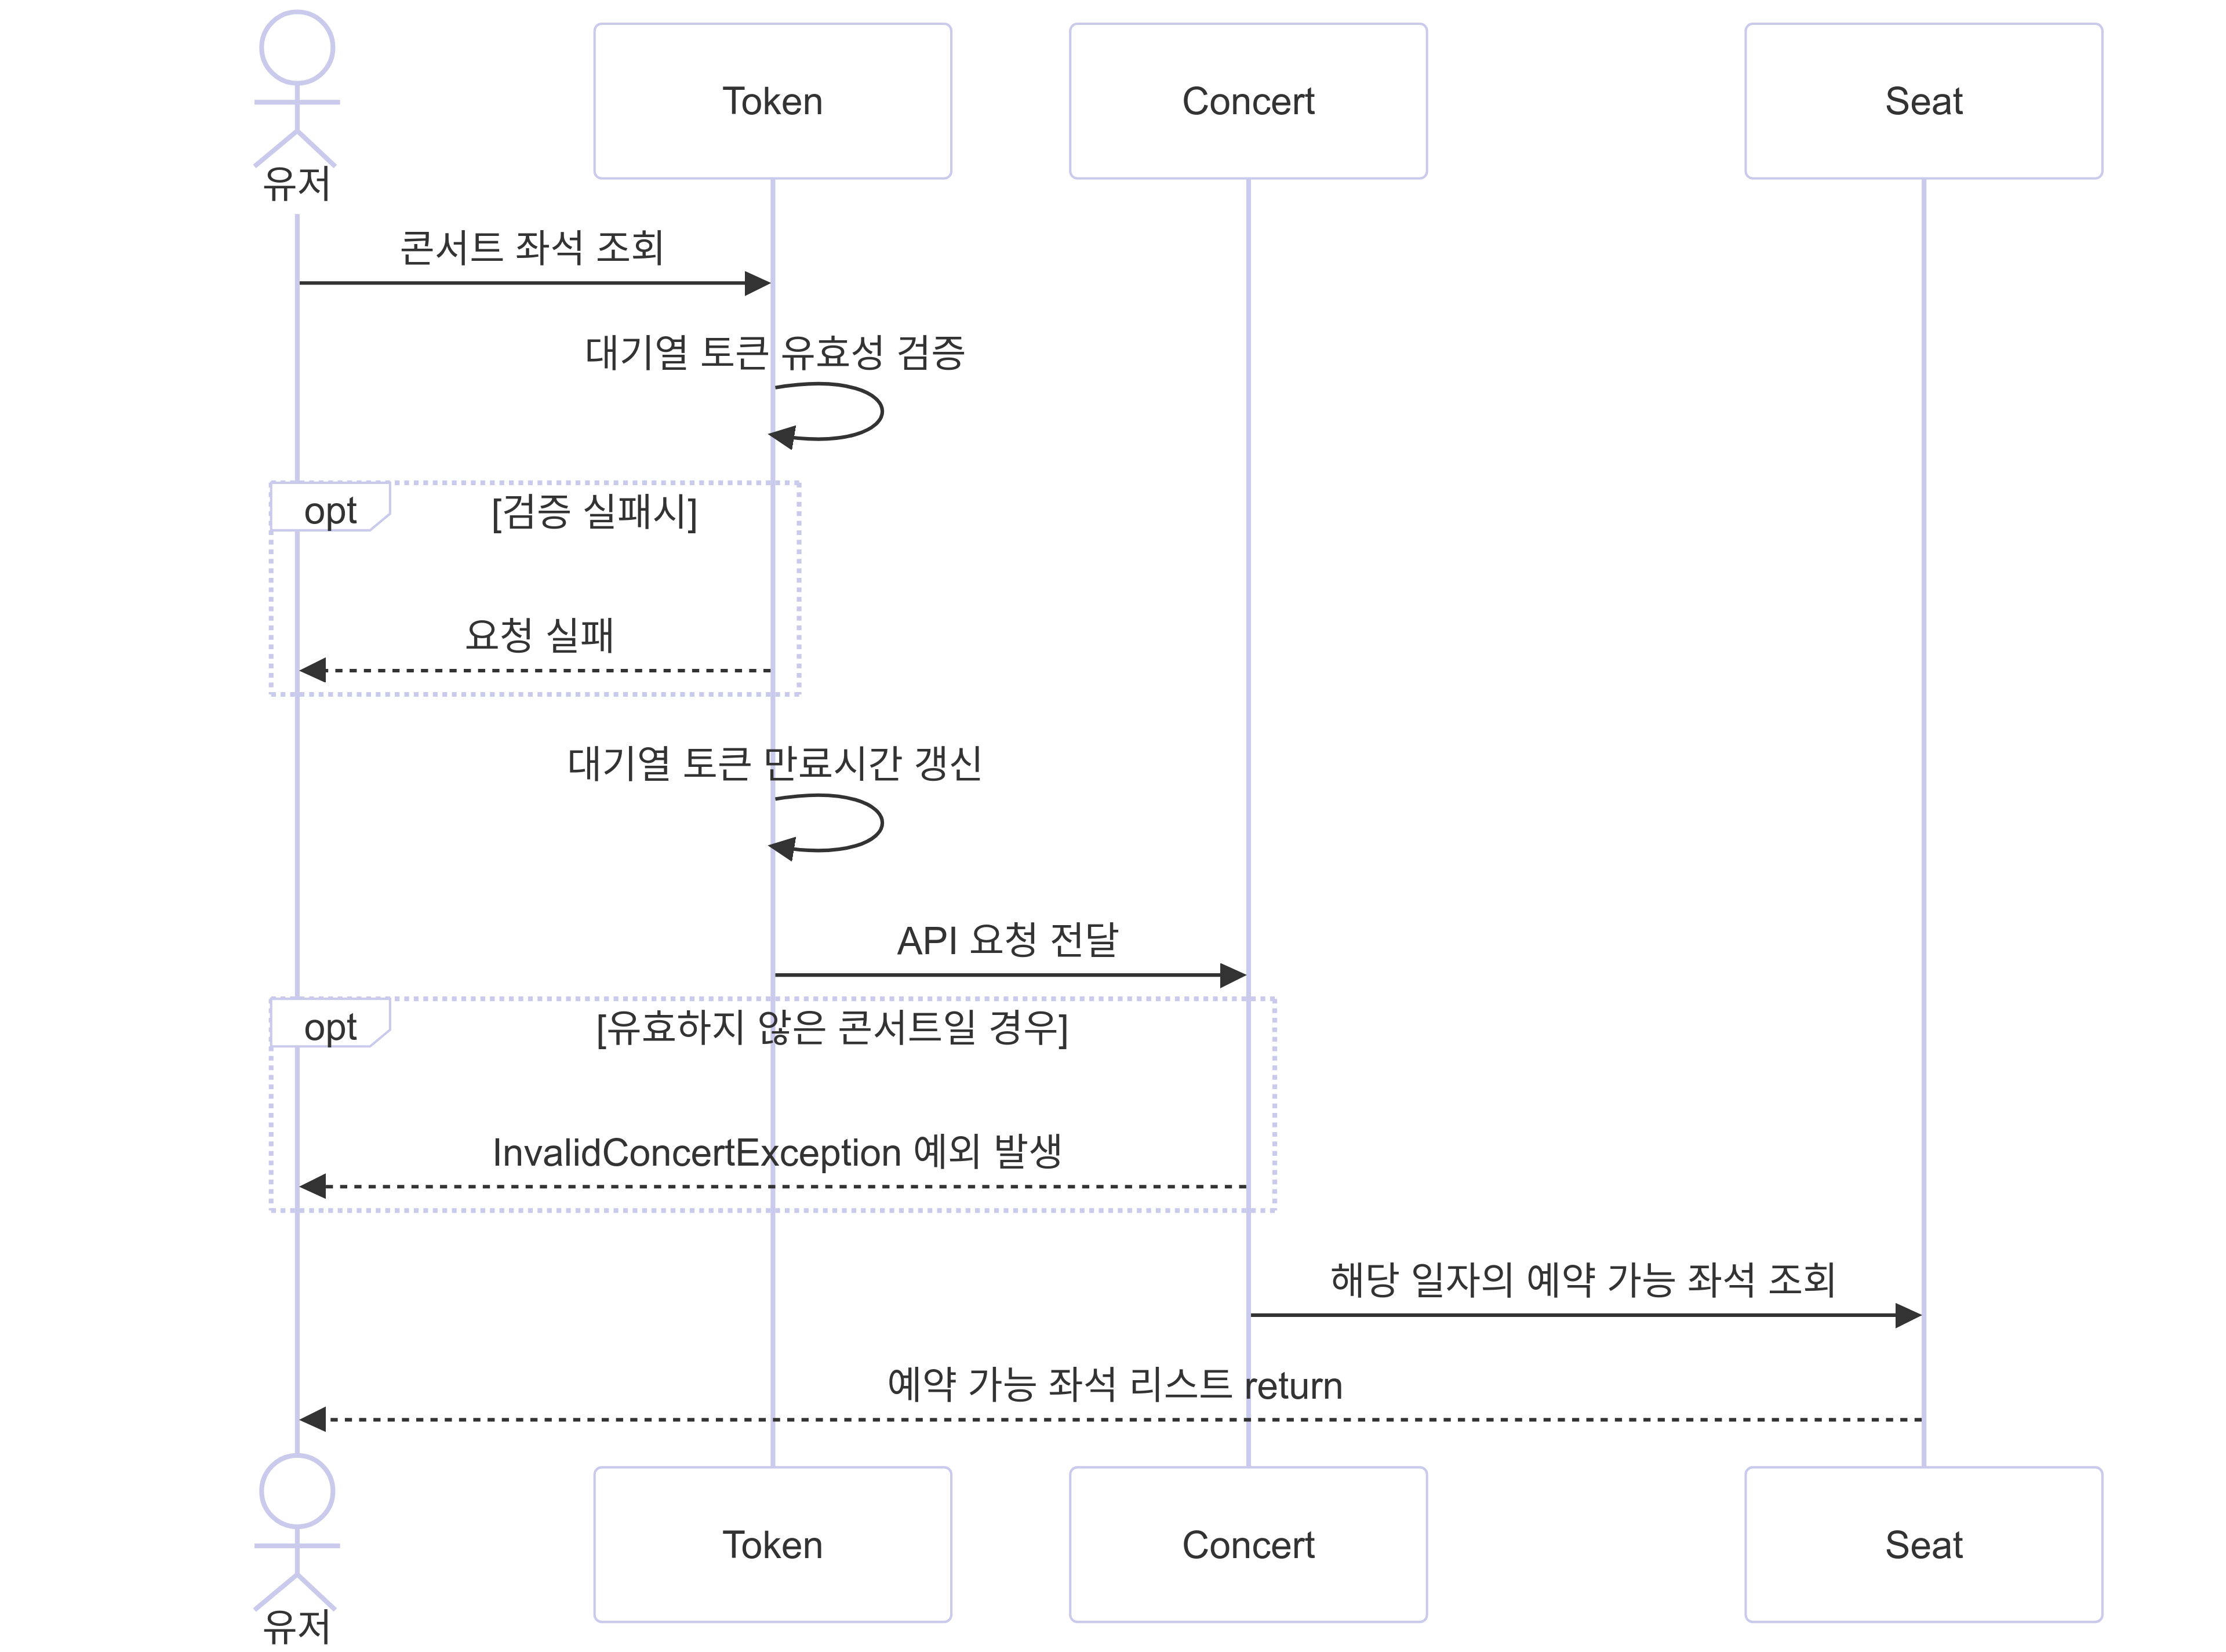 유저
Token
Concert
Seat
콘서트 좌석 조회
대기열 토큰 유효성 검증
opt
[검증 실패시]
요청 실패
대기열 토큰 만료시간 갱신
API 요청 전달
opt
[유효하지 않은 콘서트일 경우]
InvalidConcertException 예외 발생
해당 일자의 예약 가능 좌석 조회
예약 가능 좌석 리스트 return
유저
Token
Concert
Seat